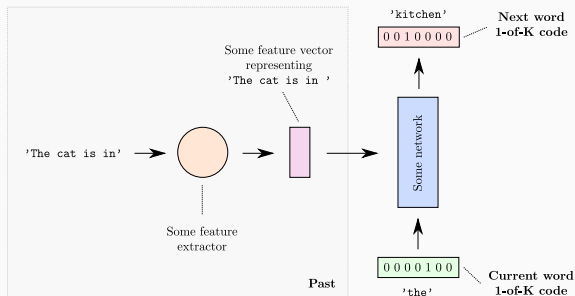 'kitchen'
0 0 1 0 0 0 0
Next word
1-of-K code
Some feature vector
representing
'The cat is in '
'The cat is in'
Some network
Some feature
extractor
Past
0 0 0 0 1 0 0
'the'
Current word
1-of-K code